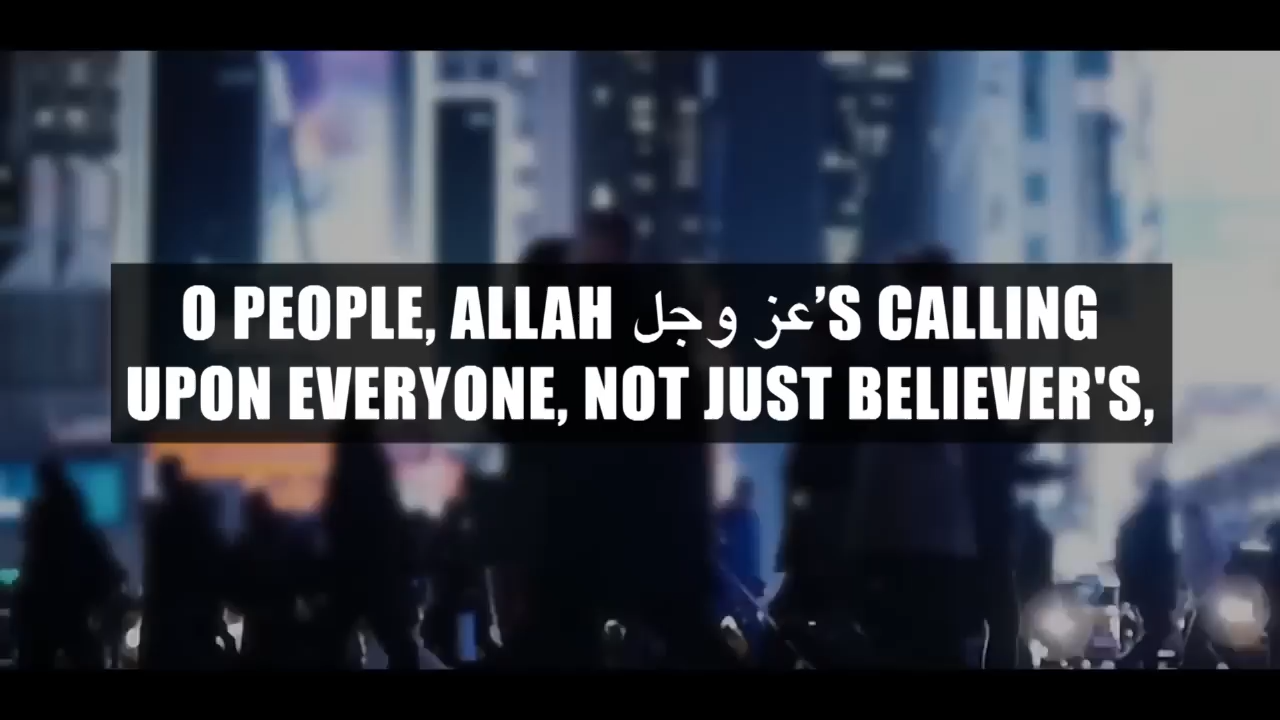 O PEOPLE, ALLAH عز وجل’S CALLING
UPON EVERYONE, NOT JUST BELIEVER'S,